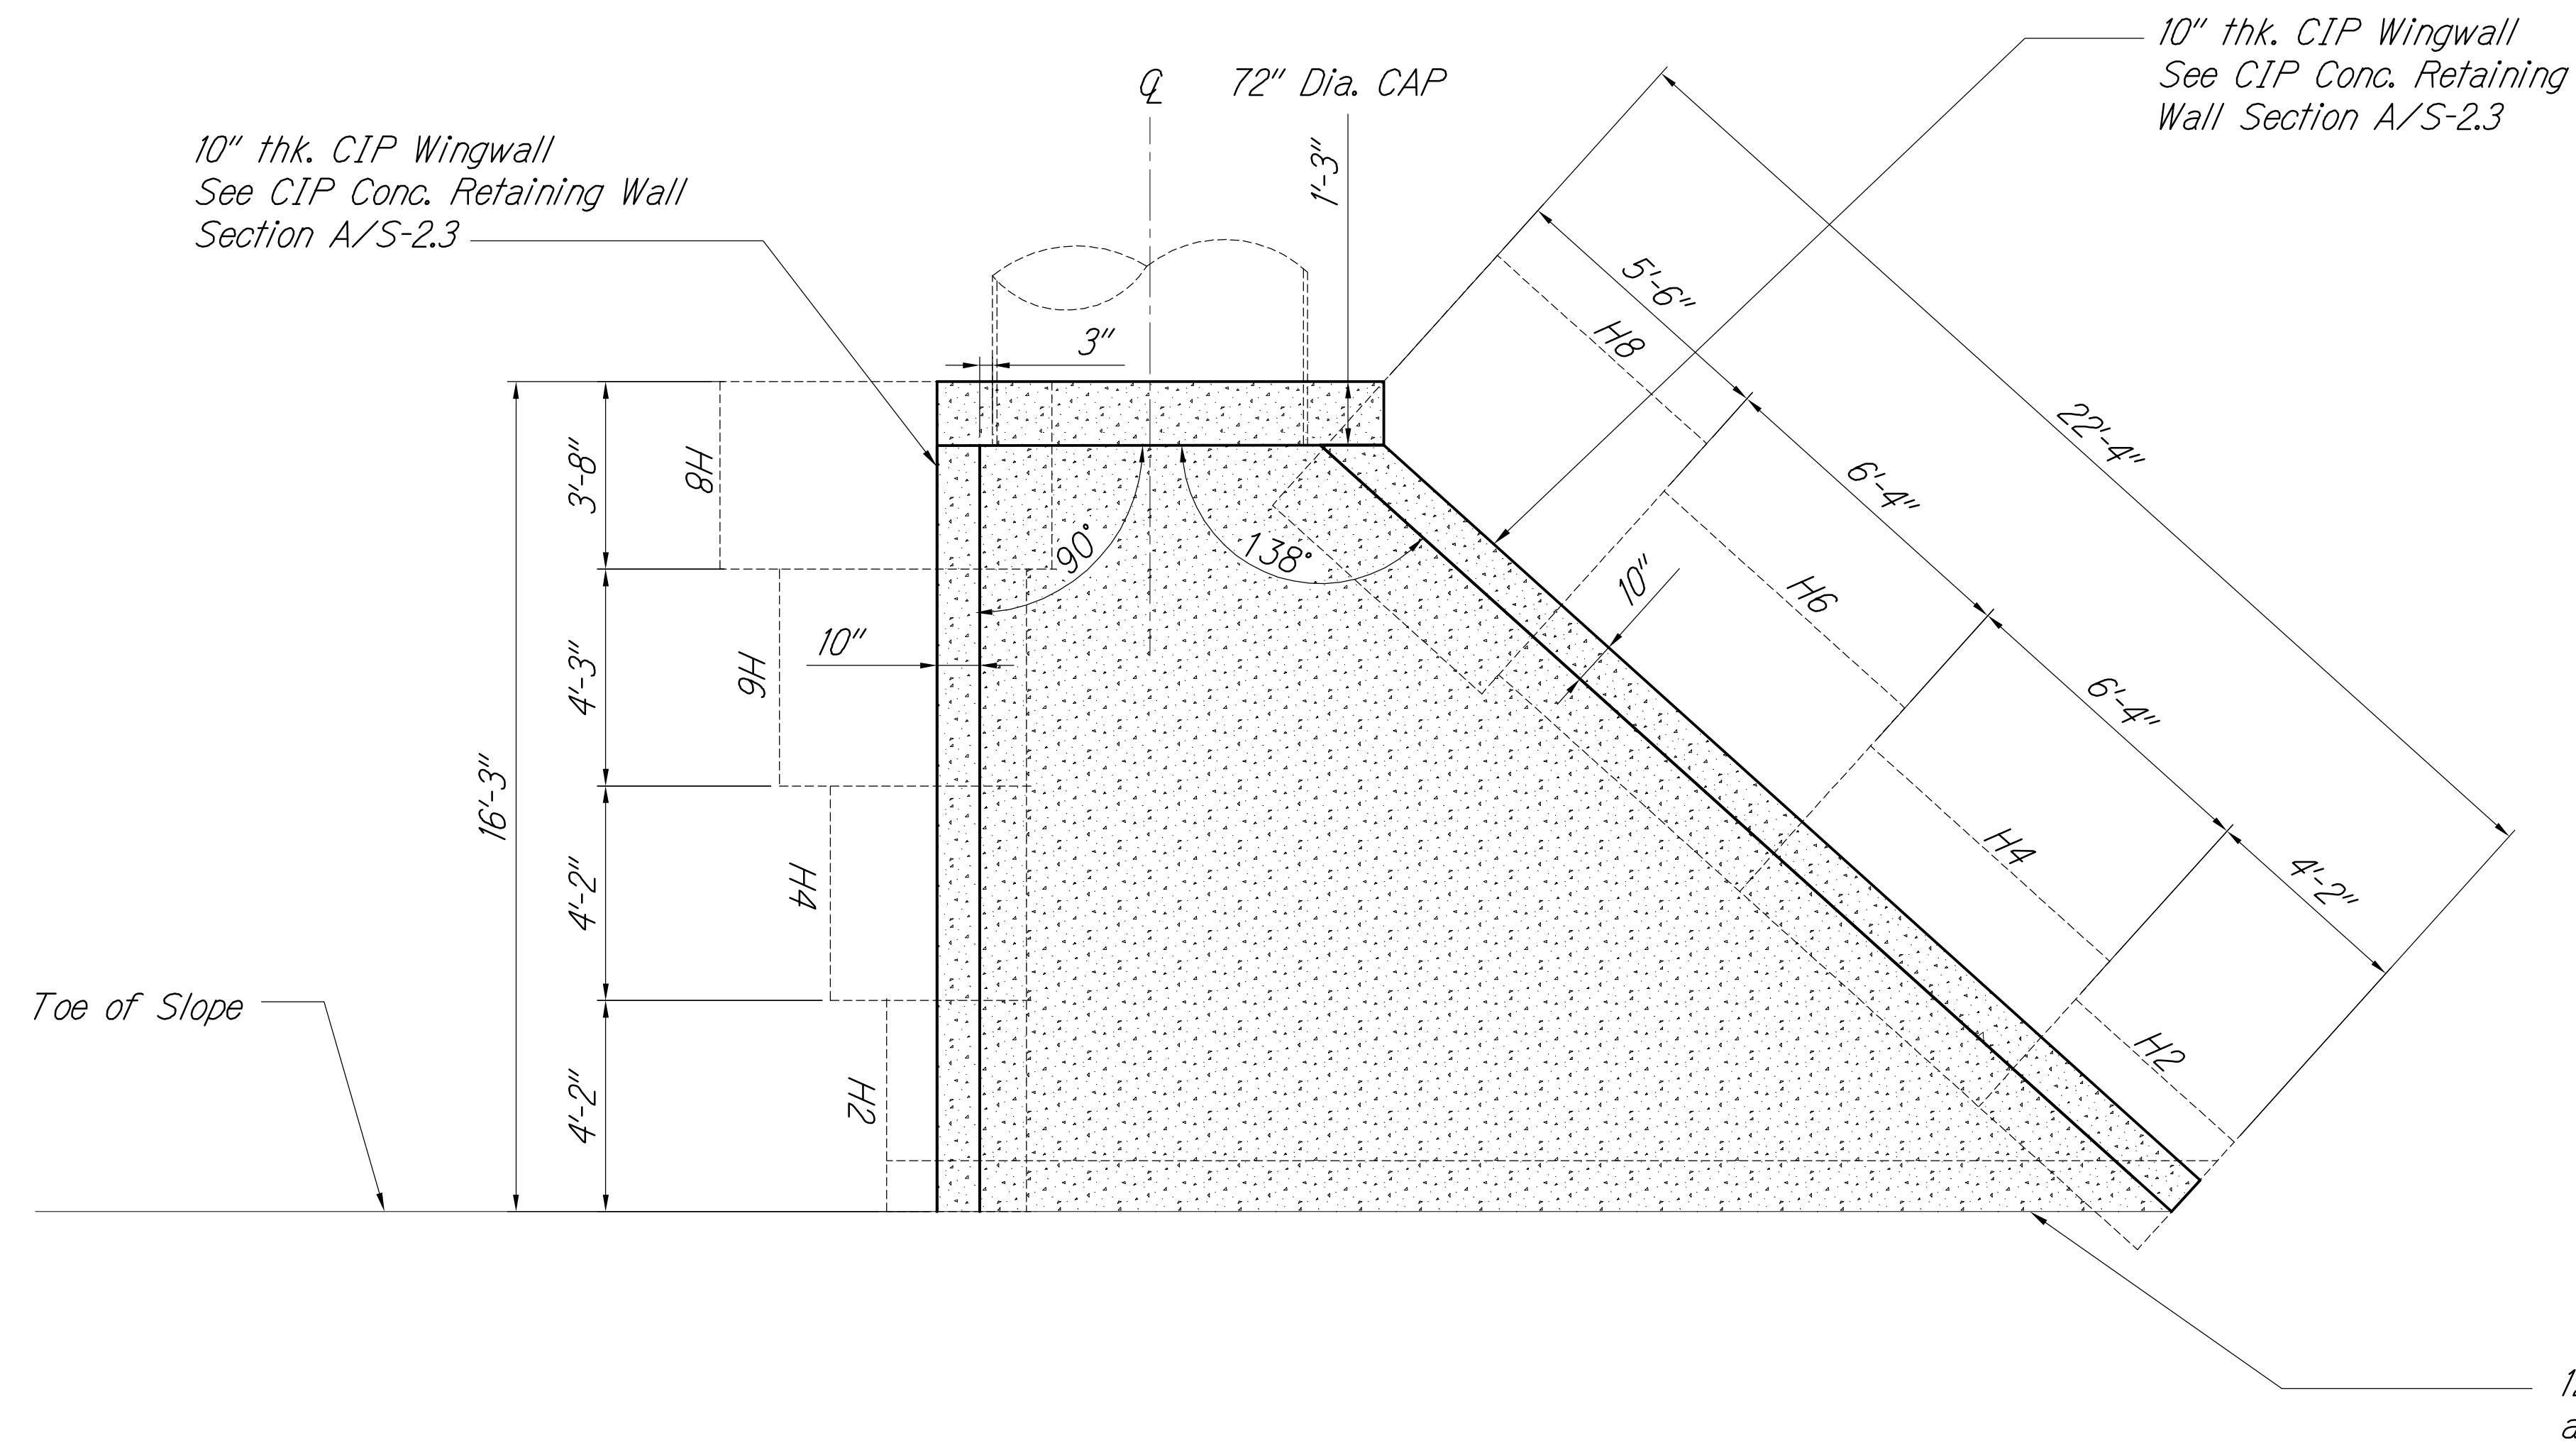 10" thk. CIP Wingwall
See CIP Conc. Retaining
Wall Section A/S-2.3
℄ 72" Dia. CAP
10" thk. CIP Wingwall
See CIP Conc. Retaining Wall
Section A/S-2.3
1'-3"
3"
5'-6"
6'-4"
6'-4"
4'-2"
22'-4"
H8
H6
H4
H2
10"
90°
138°
10"
H8
H6
H4
H2
3'-8"
4'-3"
4'-2"
4'-2"
16'-3"
Toe of Slope